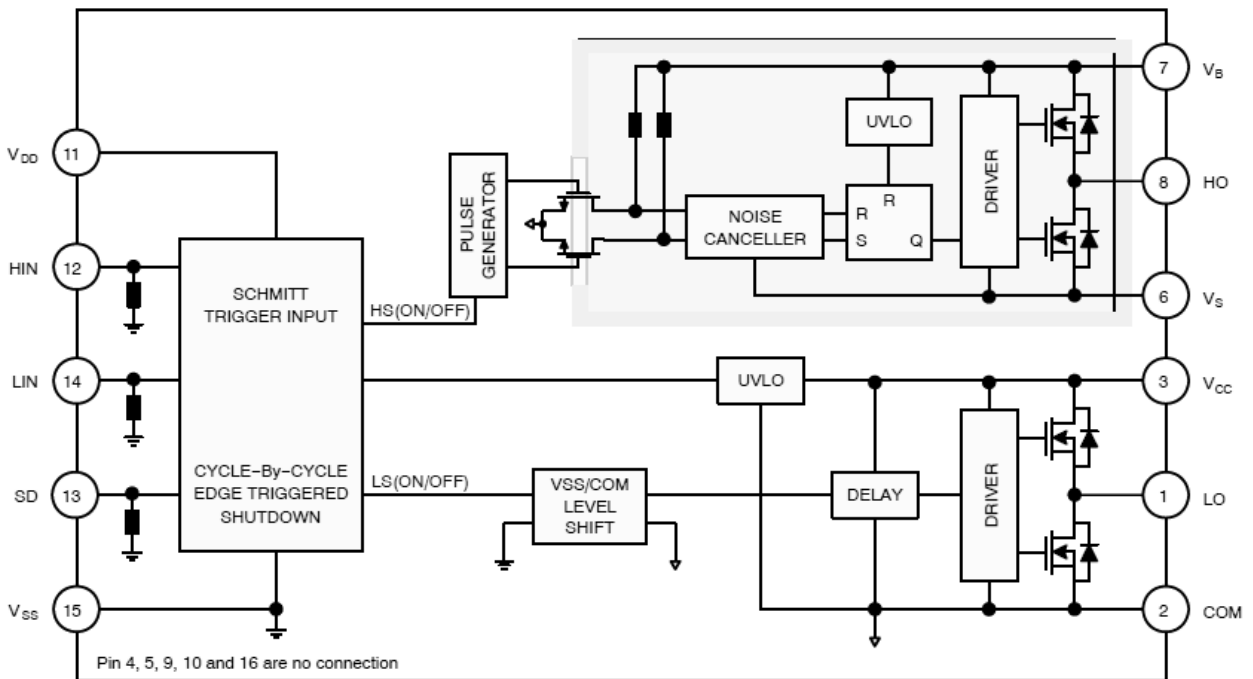 7
V_B
UVLO
11
V_DD
PULSE
GENERATOR
DRIVER
8
HO
R
R
NOISE
CANCELLER
S
Q
12
HIN
SCHMITT
TRIGGER INPUT
HS(ON/OFF)
6
V_S
14
LIN
UVLO
3
V_CC
CYCLE-By-CYCLE
EDGE TRIGGERED
SHUTDOWN
LS(ON/OFF)
13
SD
VSS/COM
LEVEL
SHIFT
DELAY
DRIVER
1
LO
15
V_SS
2
COM
Pin 4, 5, 9, 10 and 16 are no connection